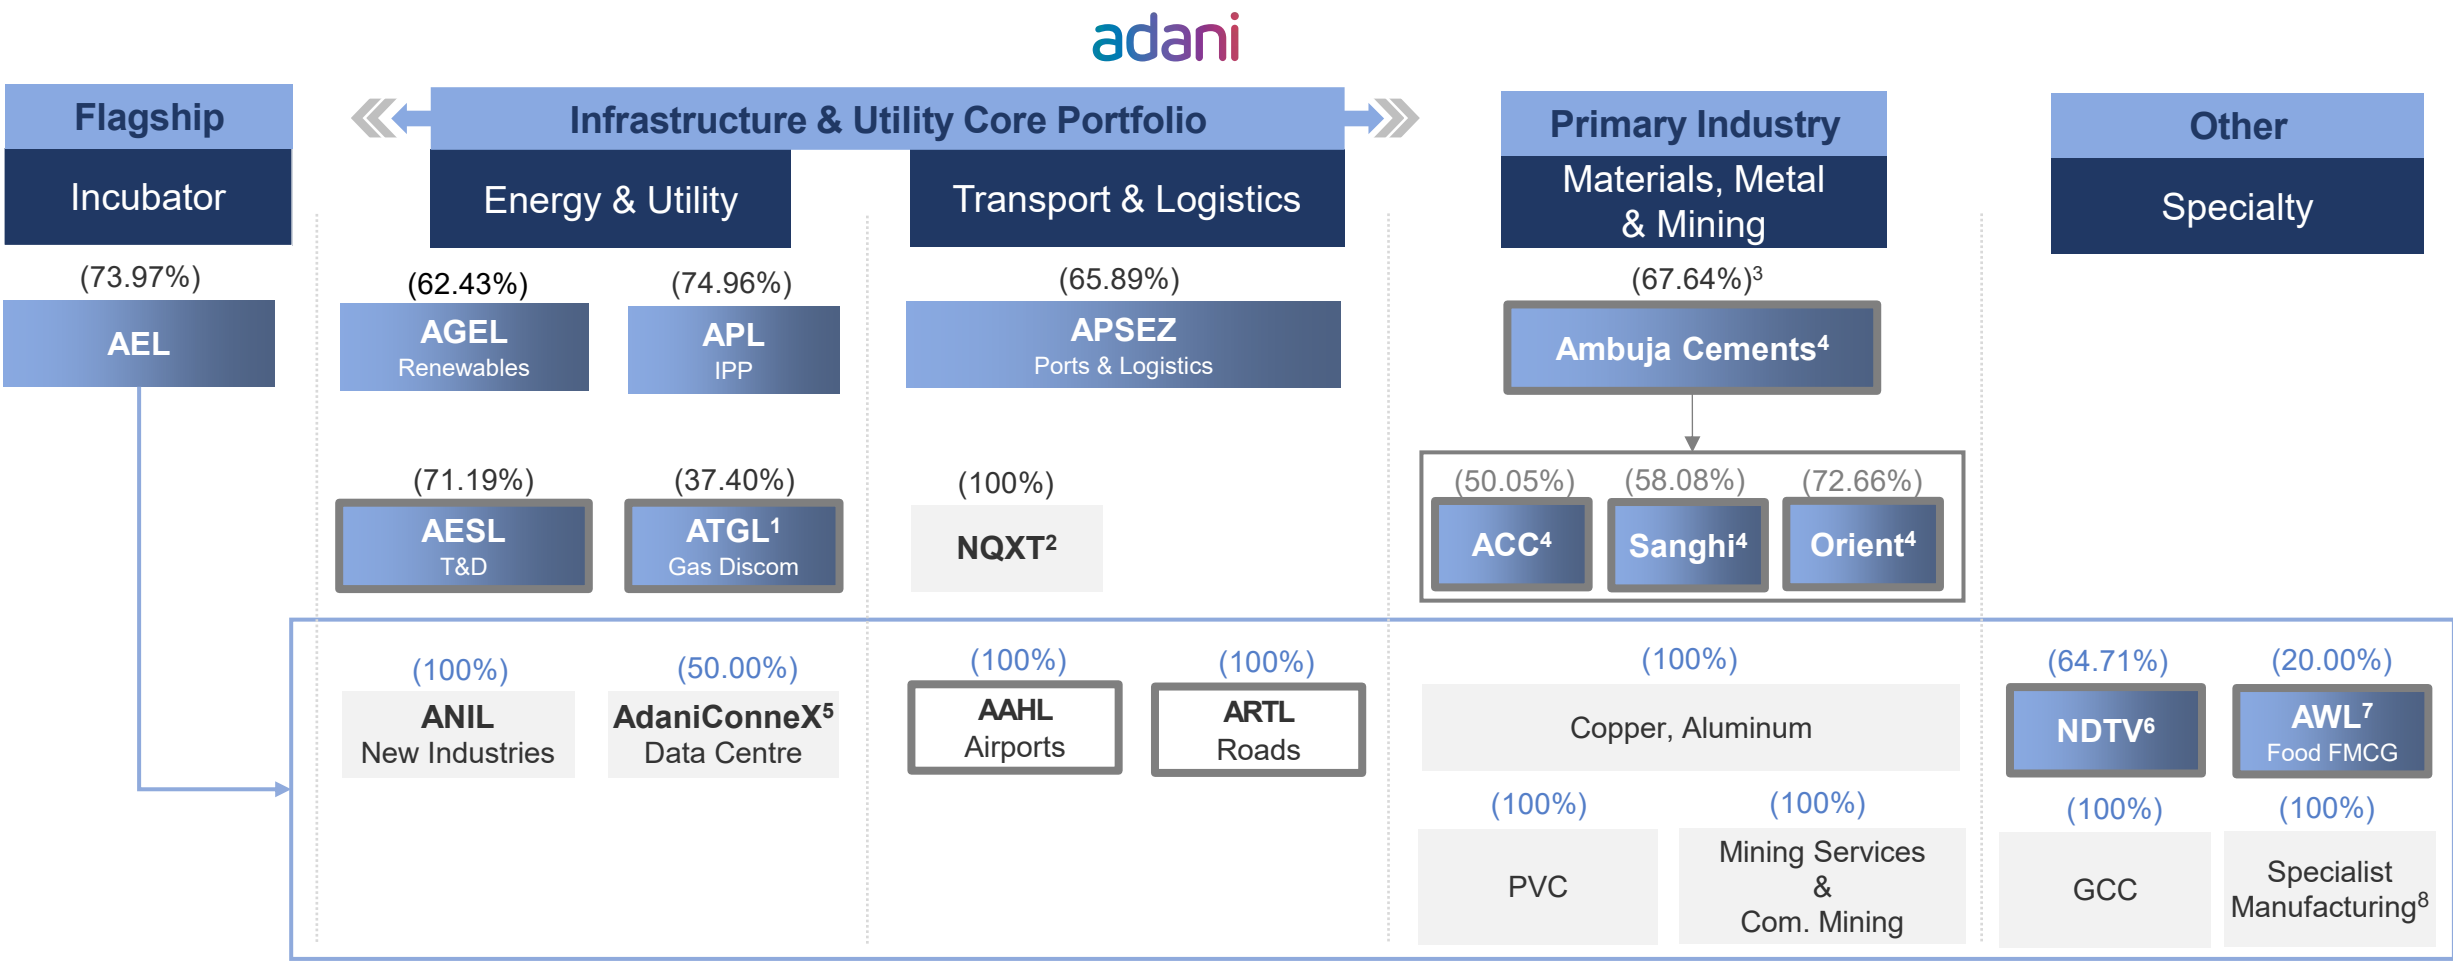 adani
Flagship
Incubator
(73.97%)
AEL
Infrastructure & Utility Core Portfolio
Energy & Utility
(62.43%)
AGEL
Renewables
(74.96%)
APL
IPP
(71.19%)
AESL
T&D
(37.40%)
ATGL¹
Gas Discom
Transport & Logistics
(65.89%)
APSEZ
Ports & Logistics
(100%)
NQXT²
Primary Industry
Materials, Metal
& Mining
(67.64%)³
Ambuja Cements⁴
(50.05%)
ACC⁴
(58.08%)
Sanghi⁴
(72.66%)
Orient⁴
Other
Specialty
(100%)
ANIL
New Industries
(50.00%)
AdaniConneX⁵
Data Centre
(100%)
AAHL
Airports
(100%)
ARTL
Roads
(100%)
Copper, Aluminum
(100%)
PVC
(100%)
Mining Services
&
Com. Mining
(64.71%)
NDTV⁶
(20.00%)
AWL⁷
Food FMCG
(100%)
GCC
(100%)
Specialist
Manufacturing⁸